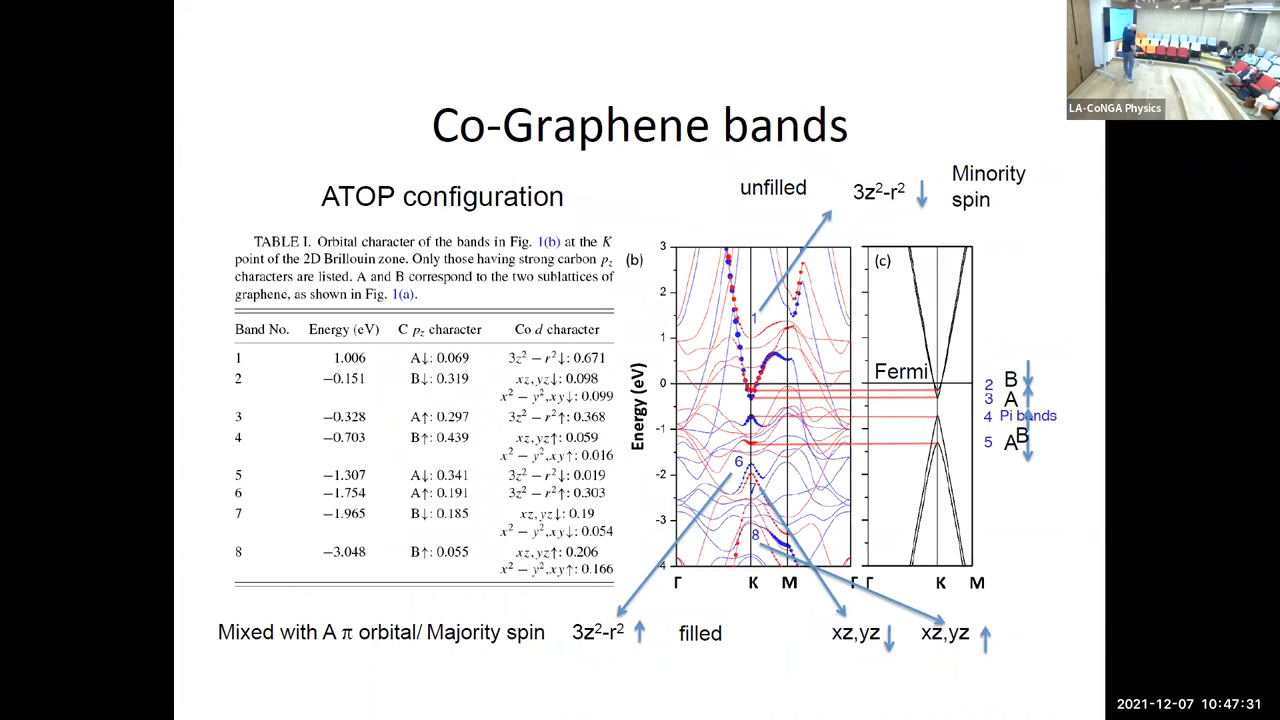 LA-CoNGA Physics
Co-Graphene bands
ATOP configuration
unfilled
3z²-r²
Minority
spin
TABLE I. Orbital character of the bands in Fig. 1(b) at the K
point of the 2D Brillouin zone. Only those having strong carbon p_z
characters are listed. A and B correspond to the two sublattices of
graphene, as shown in Fig. 1(a).
Band No. Energy (eV) C p_z character Co d character
1 1.006 A↓: 0.069 3z² − r²↓: 0.671
2 −0.151 B↓: 0.319 xz, yz↓: 0.098
x² − y²,xy↓: 0.099
3 −0.328 A↑: 0.297 3z² − r²↑: 0.368
4 −0.703 B↑: 0.439 xz, yz↑: 0.059
x² − y²,xy↑: 0.016
5 −1.307 A↓: 0.341 3z² − r²↓: 0.019
6 −1.754 A↑: 0.191 3z² − r²↑: 0.303
7 −1.965 B↓: 0.185 xz, yz↓: 0.19
x² − y²,xy↓: 0.054
8 −3.048 B↑: 0.055 xz, yz↑: 0.206
x² − y²,xy↑: 0.166
(b)
(c)
Energy (eV)
3
2
1
0
-1
-2
-3
1
6
7
8
Fermi
2 B
3 A
4 Pi bands
B
5 A
Γ K M Γ
Γ K M
Mixed with A π orbital/ Majority spin 3z²-r² ↑ filled
xz,yz ↓ xz,yz ↑
2021-12-07 10:47:31